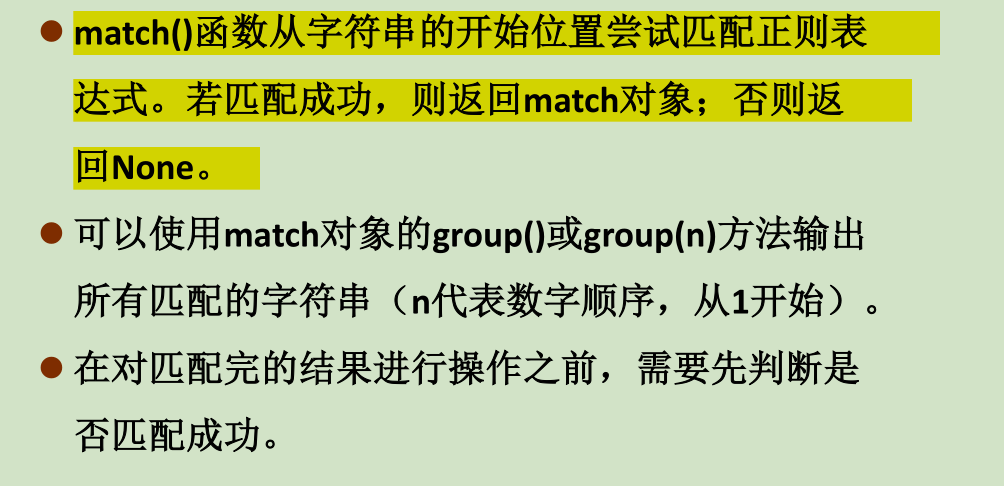 ● match()函数从字符串的开始位置尝试匹配正则表
达式。若匹配成功，则返回match对象；否则返
回None。
● 可以使用match对象的group()或group(n)方法输出
所有匹配的字符串（n代表数字顺序，从1开始）。
● 在对匹配完的结果进行操作之前，需要先判断是
否匹配成功。